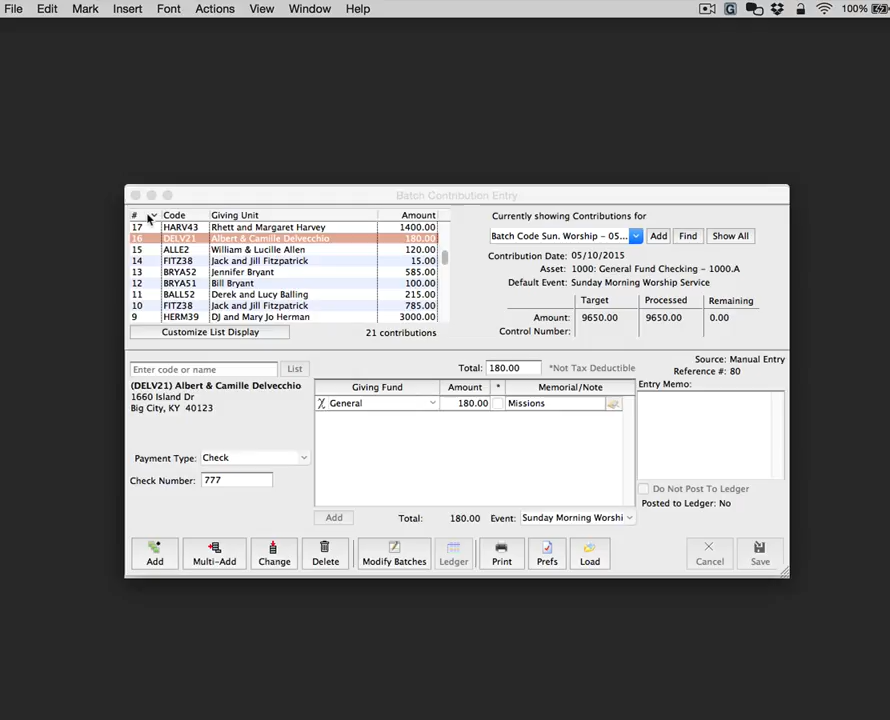 File Edit Mark Insert Font Actions View Window Help 100%
Batch Contribution Entry
# Code Giving Unit Amount
17 HARV43 Rhett and Margaret Harvey 1400.00
16 DELV21 Albert & Camille Delvecchio 180.00
15 ALLE2 William & Lucille Allen 120.00
14 FITZ38 Jack and Jill Fitzpatrick 15.00
13 BRYA52 Jennifer Bryant 585.00
12 BRYA51 Bill Bryant 100.00
11 BALL52 Derek and Lucy Balling 215.00
10 FITZ38 Jack and Jill Fitzpatrick 785.00
9 HERM39 DJ and Mary Jo Herman 3000.00
Customize List Display 21 contributions
Currently showing Contributions for
Batch Code Sun. Worship - 05... Add Find Show All
Contribution Date: 05/10/2015
Asset: 1000: General Fund Checking - 1000.A
Default Event: Sunday Morning Worship Service
Target Processed Remaining
Amount: 9650.00 9650.00 0.00
Control Number:
Enter code or name List
(DELV21) Albert & Camille Delvecchio
1660 Island Dr
Big City, KY 40123
Payment Type: Check
Check Number: 777
Total: 180.00 *Not Tax Deductible
Giving Fund Amount * Memorial/Note
General 180.00 Missions
Add Total: 180.00 Event: Sunday Morning Worshi
Source: Manual Entry
Reference #: 80
Entry Memo:
Do Not Post To Ledger
Posted to Ledger: No
Add Multi-Add Change Delete Modify Batches Ledger Print Prefs Load Cancel Save